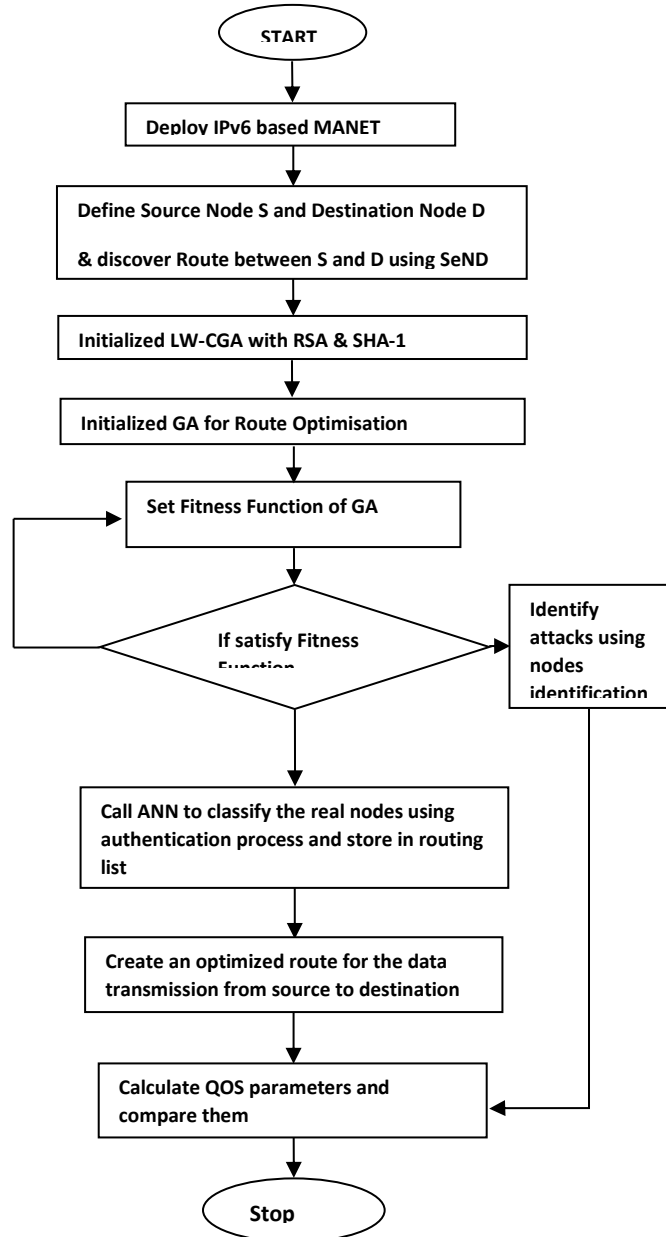 START
Deploy IPv6 based MANET
Define Source Node S and Destination Node D
& discover Route between S and D using SeND
Initialized LW-CGA with RSA & SHA-1
Initialized GA for Route Optimisation
Set Fitness Function of GA
If satisfy Fitness
Function
Identify
attacks using
nodes
identification
Call ANN to classify the real nodes using
authentication process and store in routing
list
Create an optimized route for the data
transmission from source to destination
Calculate QOS parameters and
compare them
Stop